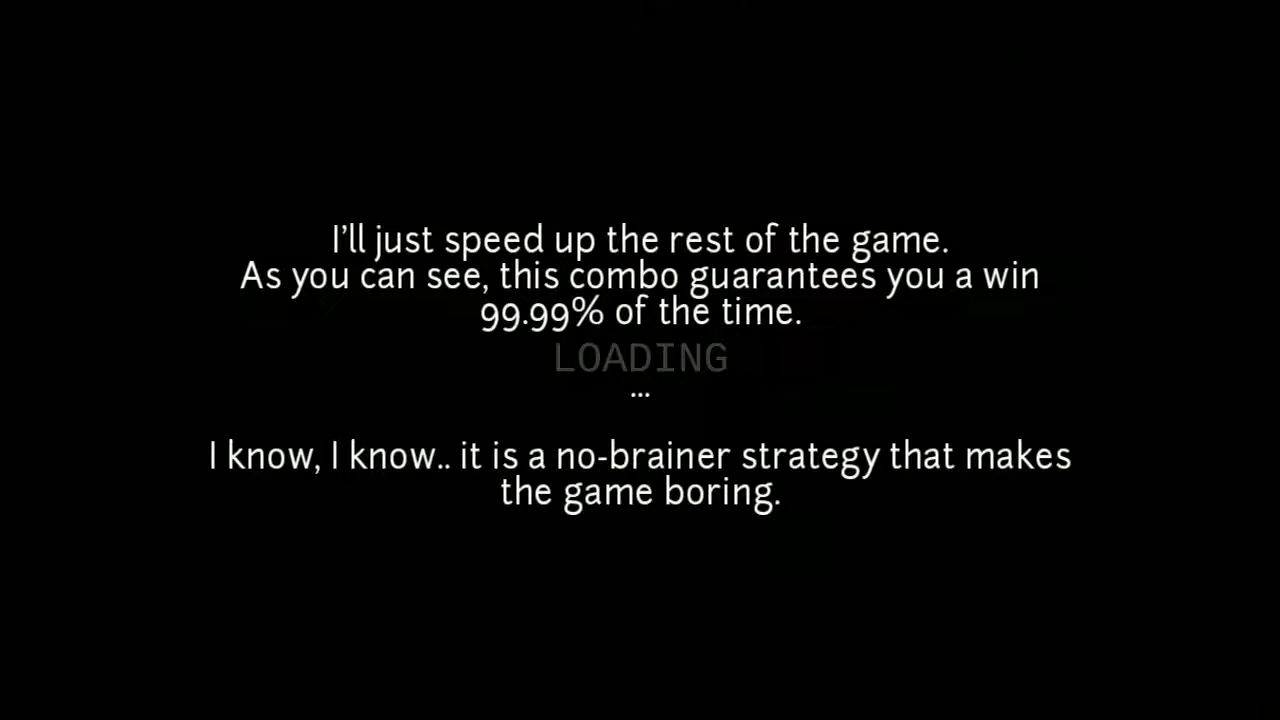 I'll just speed up the rest of the game.
As you can see, this combo guarantees you a win
99.99% of the time.
LOADING
...
I know, I know.. it is a no-brainer strategy that makes
the game boring.